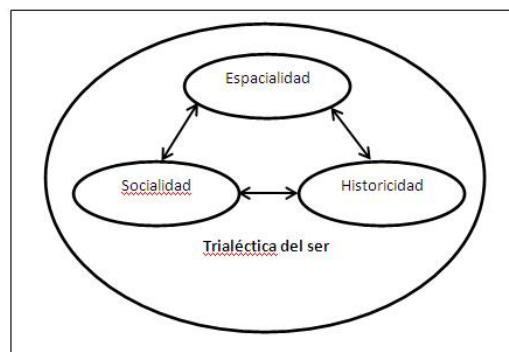 Espacialidad
Socialidad
Historicidad
Trialéctica del ser